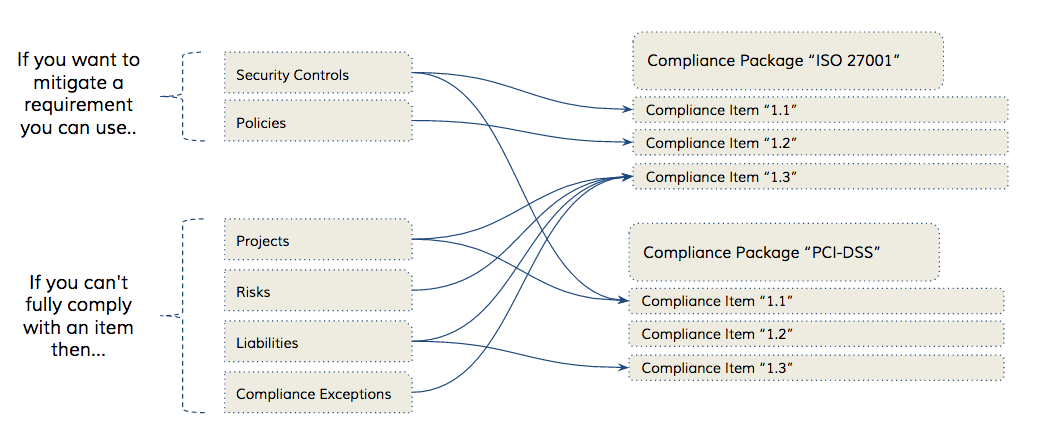 If you want to
mitigate a
requirement
you can use..
Security Controls
Policies
If you can't
fully comply
with an item
then...
Projects
Risks
Liabilities
Compliance Exceptions
Compliance Package “ISO 27001”
Compliance Item “1.1”
Compliance Item “1.2”
Compliance Item “1.3”
Compliance Package “PCI-DSS”
Compliance Item “1.1”
Compliance Item “1.2”
Compliance Item “1.3”